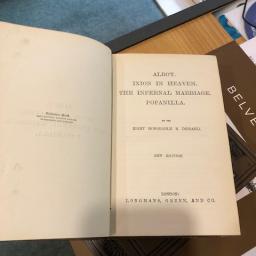 ALROY.
IXION IN HEAVEN.
THE INFERNAL MARRIAGE.
POPANILLA.
BY THE
RIGHT HONOURABLE B. DISRAELI.
NEW EDITION.
LONDON:
LONGMANS, GREEN, AND CO.
BELVE